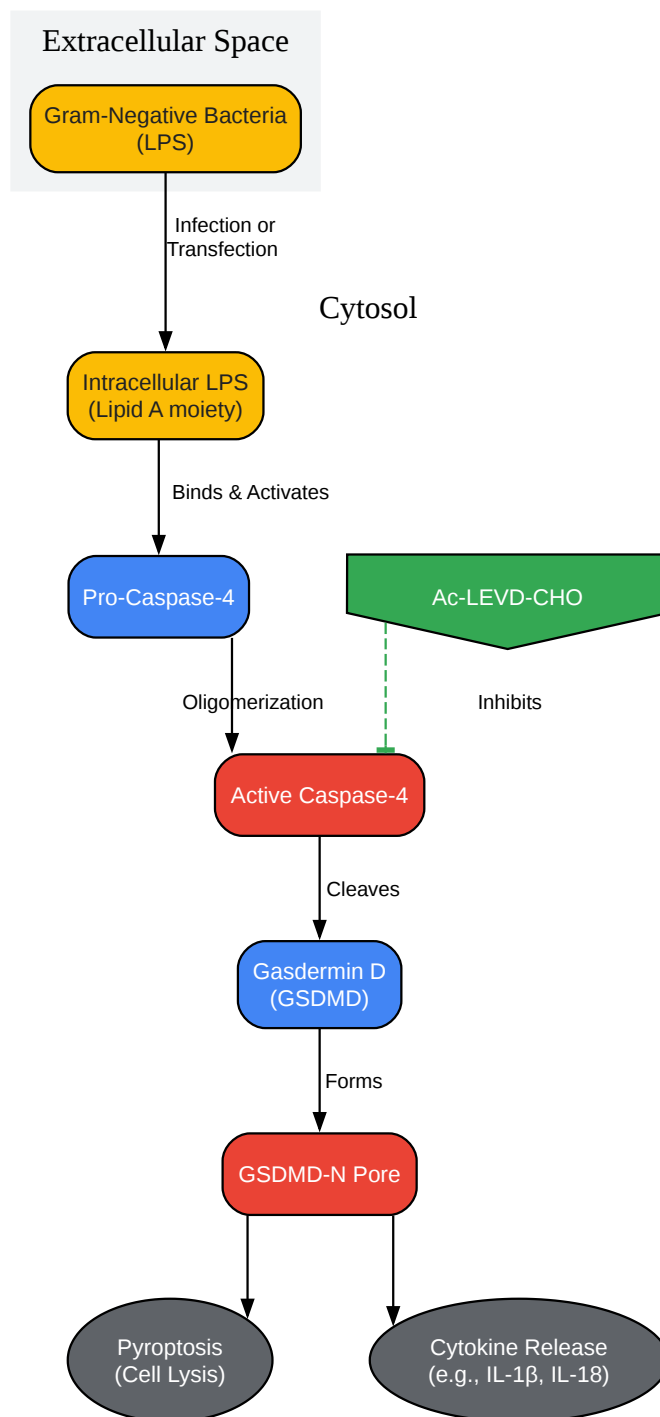 Extracellular Space
Gram-Negative Bacteria
(LPS)
Infection or
Transfection
Cytosol
Intracellular LPS
(Lipid A moiety)
Binds & Activates
Pro-Caspase-4
Ac-LEVD-CHO
Oligomerization
Inhibits
Active Caspase-4
Cleaves
Gasdermin D
(GSDMD)
Forms
GSDMD-N Pore
Pyroptosis
(Cell Lysis)
Cytokine Release
(e.g., IL-1β, IL-18)